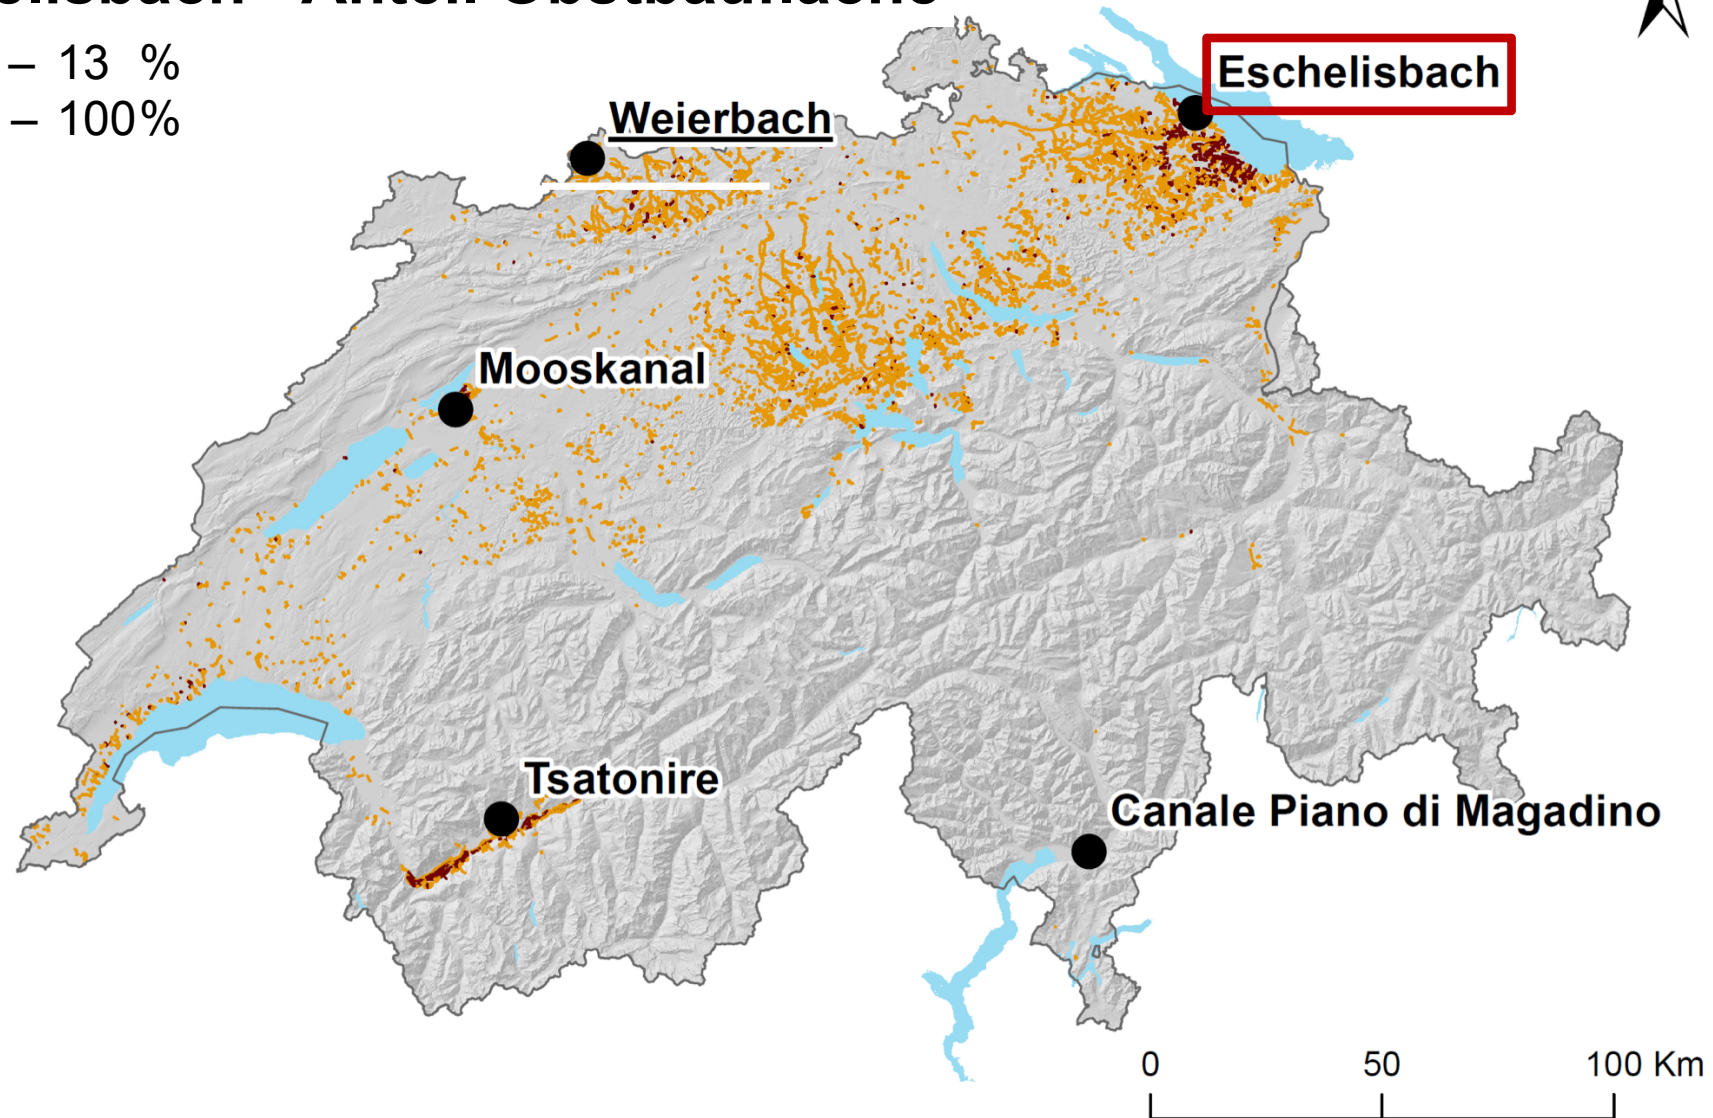 – 13 %
– 100%
Eschelisbach
Weierbach
Mooskanal
Tsatonire
Canale Piano di Magadino
0 50 100 Km